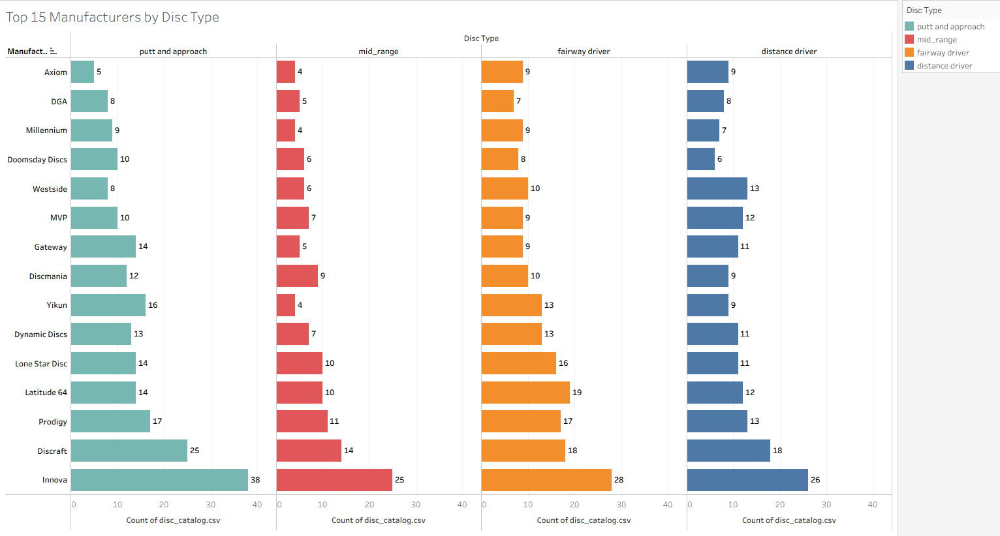 Top 15 Manufacturers by Disc Type
Disc Type
Manufact.. putt and approach mid_range fairway driver distance driver
Axiom 5 4 9 9
DGA 8 5 7 8
Millennium 9 4 9 7
Doomsday Discs 10 6 8 6
Westside 8 6 10 13
MVP 10 7 9 12
Gateway 14 5 9 11
Discmania 12 9 10 9
Yikun 16 4 13 9
Dynamic Discs 13 7 13 11
Lone Star Disc 14 10 16 11
Latitude 64 14 10 19 12
Prodigy 17 11 17 13
Discraft 25 14 18 18
Innova 38 25 28 26
0 10 20 30 40 0 10 20 30 40 0 10 20 30 40 0 10 20 30 40
Count of disc_catalog.csv Count of disc_catalog.csv Count of disc_catalog.csv Count of disc_catalog.csv
Disc Type
putt and approach
mid_range
fairway driver
distance driver